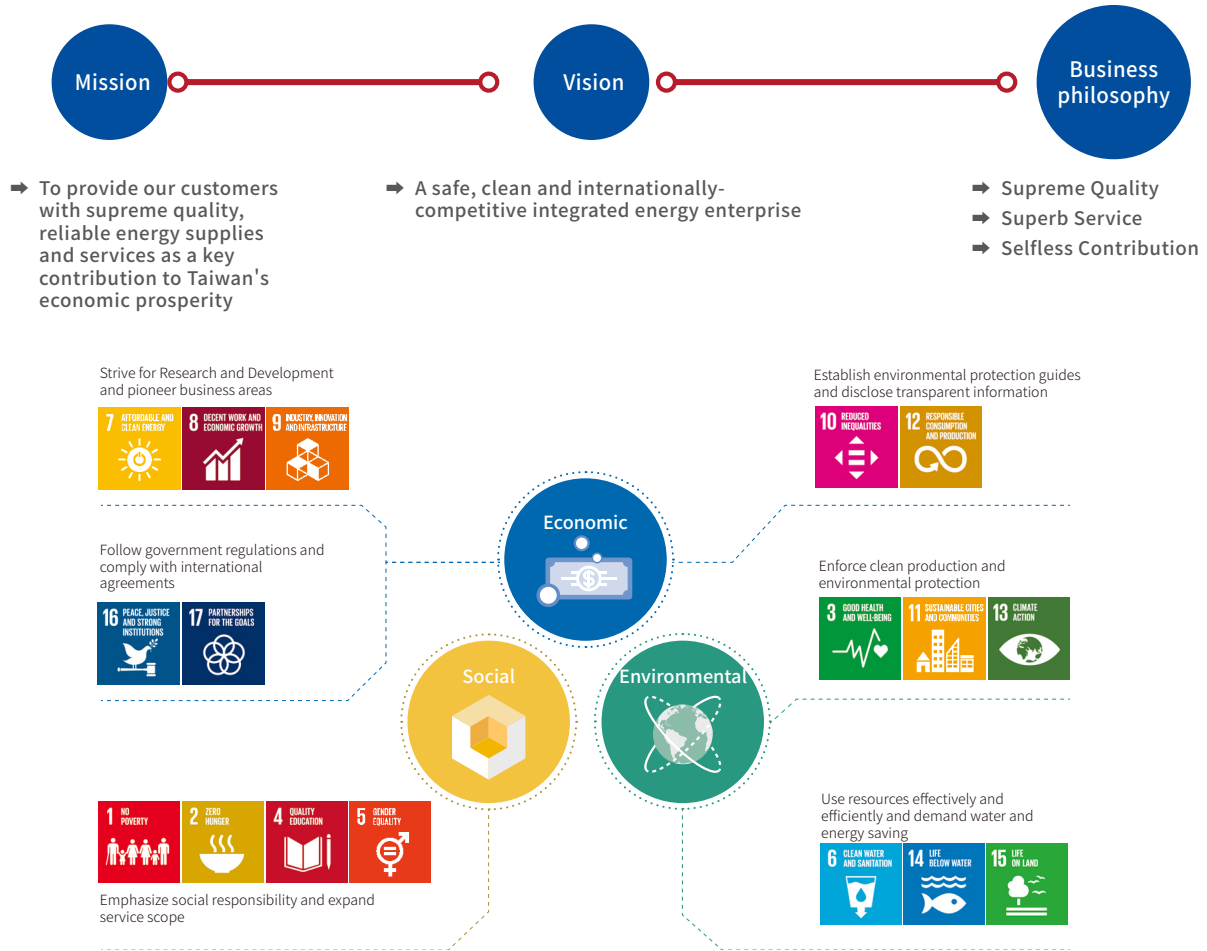 Mission
Vision
Business
philosophy
➡ To provide our customers
with supreme quality,
reliable energy supplies
and services as a key
contribution to Taiwan's
economic prosperity
➡ A safe, clean and internationally-
competitive integrated energy enterprise
➡ Supreme Quality
➡ Superb Service
➡ Selfless Contribution
Strive for Research and Development
and pioneer business areas
7 AFFORDABLE AND
CLEAN ENERGY
8 DECENT WORK AND
ECONOMIC GROWTH
9 INDUSTRY, INNOVATION
AND INFRASTRUCTURE
Establish environmental protection guides
and disclose transparent information
10 REDUCED
INEQUALITIES
12 RESPONSIBLE
CONSUMPTION
AND PRODUCTION
Economic
$
Follow government regulations and
comply with international
agreements
16 PEACE, JUSTICE
AND STRONG
INSTITUTIONS
17 PARTNERSHIPS
FOR THE GOALS
Enforce clean production and
environmental protection
3 GOOD HEALTH
AND WELL-BEING
11 SUSTAINABLE CITIES
AND COMMUNITIES
13 CLIMATE
ACTION
Social
Environmental
1 NO
POVERTY
2 ZERO
HUNGER
4 QUALITY
EDUCATION
5 GENDER
EQUALITY
Emphasize social responsibility and expand
service scope
Use resources effectively and
efficiently and demand water and
energy saving
6 CLEAN WATER
AND SANITATION
14 LIFE
BELOW WATER
15 LIFE
ON LAND